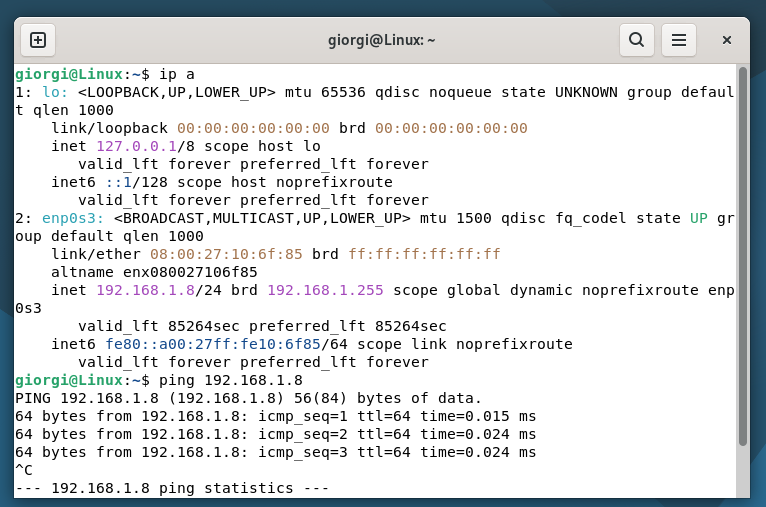 giorgi@Linux: ~
giorgi@Linux:~$ ip a
1: lo: <LOOPBACK,UP,LOWER_UP> mtu 65536 qdisc noqueue state UNKNOWN group defaul
t qlen 1000
    link/loopback 00:00:00:00:00:00 brd 00:00:00:00:00:00
    inet 127.0.0.1/8 scope host lo
       valid_lft forever preferred_lft forever
    inet6 ::1/128 scope host noprefixroute
       valid_lft forever preferred_lft forever
2: enp0s3: <BROADCAST,MULTICAST,UP,LOWER_UP> mtu 1500 qdisc fq_codel state UP gr
oup default qlen 1000
    link/ether 08:00:27:10:6f:85 brd ff:ff:ff:ff:ff:ff
    altname enx080027106f85
    inet 192.168.1.8/24 brd 192.168.1.255 scope global dynamic noprefixroute enp
0s3
       valid_lft 85264sec preferred_lft 85264sec
    inet6 fe80::a00:27ff:fe10:6f85/64 scope link noprefixroute
       valid_lft forever preferred_lft forever
giorgi@Linux:~$ ping 192.168.1.8
PING 192.168.1.8 (192.168.1.8) 56(84) bytes of data.
64 bytes from 192.168.1.8: icmp_seq=1 ttl=64 time=0.015 ms
64 bytes from 192.168.1.8: icmp_seq=2 ttl=64 time=0.024 ms
64 bytes from 192.168.1.8: icmp_seq=3 ttl=64 time=0.024 ms
^C
--- 192.168.1.8 ping statistics ---